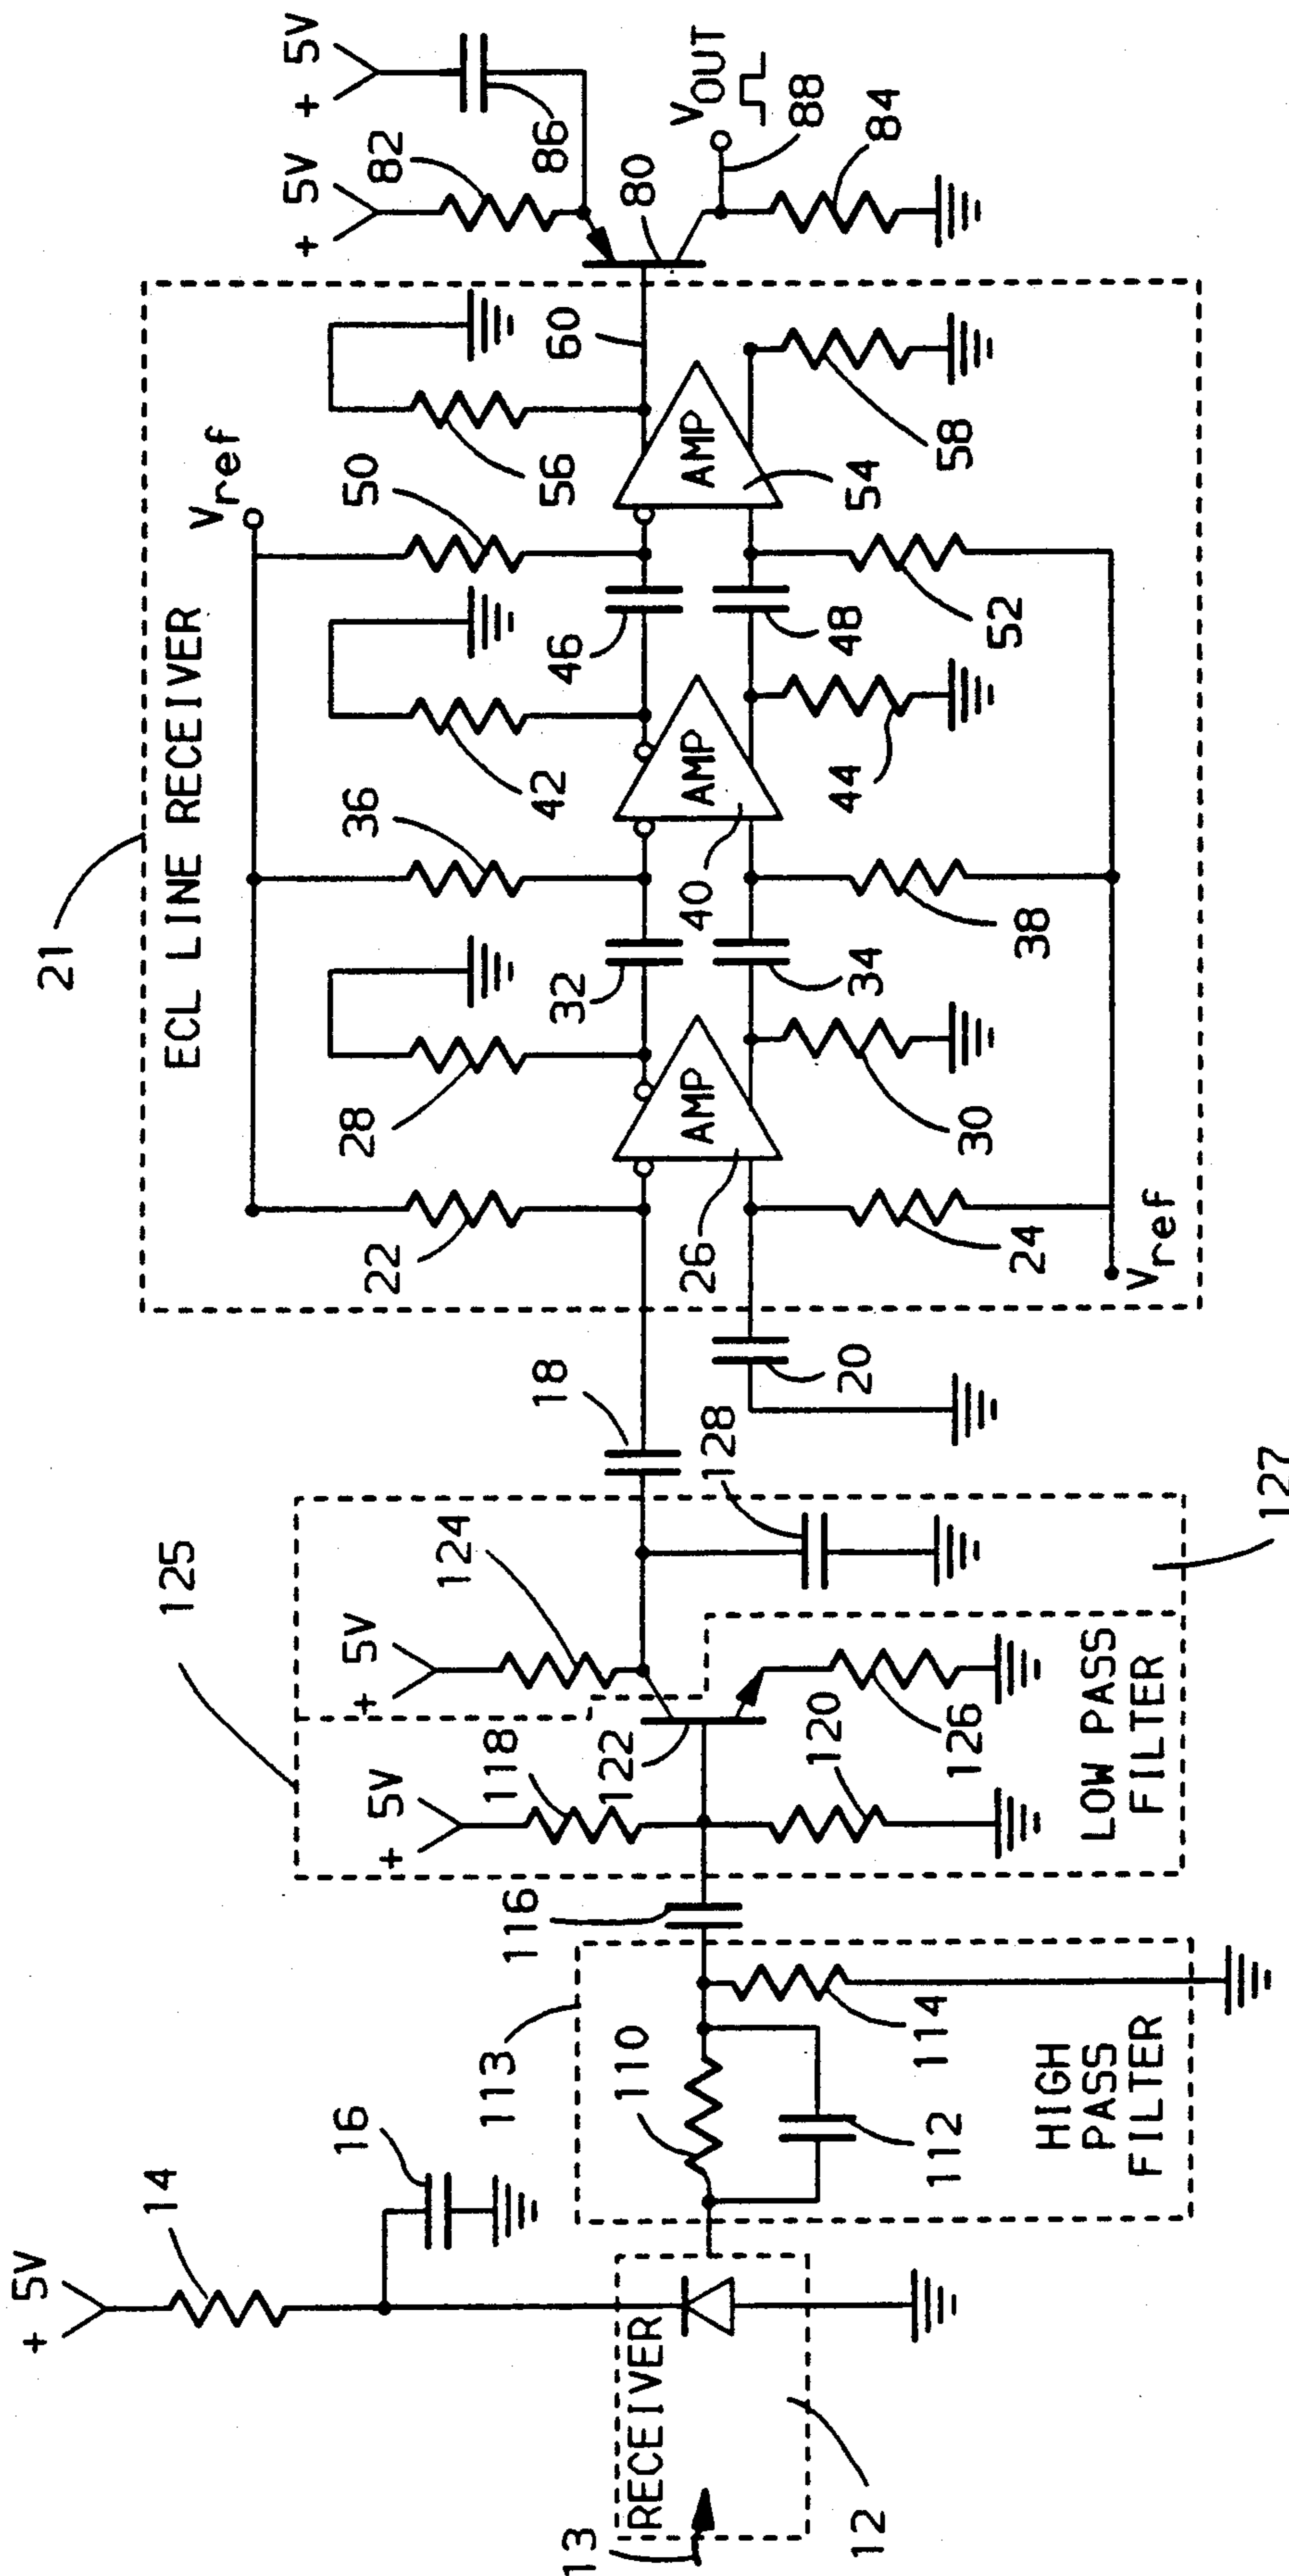 21
ECL LINE RECEIVER
Vref
22
28
36
42
50
56
60
32
46
AMP
AMP
AMP
26
40
54
24
30
34
38
44
48
52
58
Vref
+ 5V
+ 5V
82
86
80
VOUT
88
84
18
20
125
+ 5V
124
128
+ 5V
118
122
120
126
LOW PASS
FILTER
127
116
113
110
112
114
HIGH
PASS
FILTER
+ 5V
14
16
RECEIVER
13
12